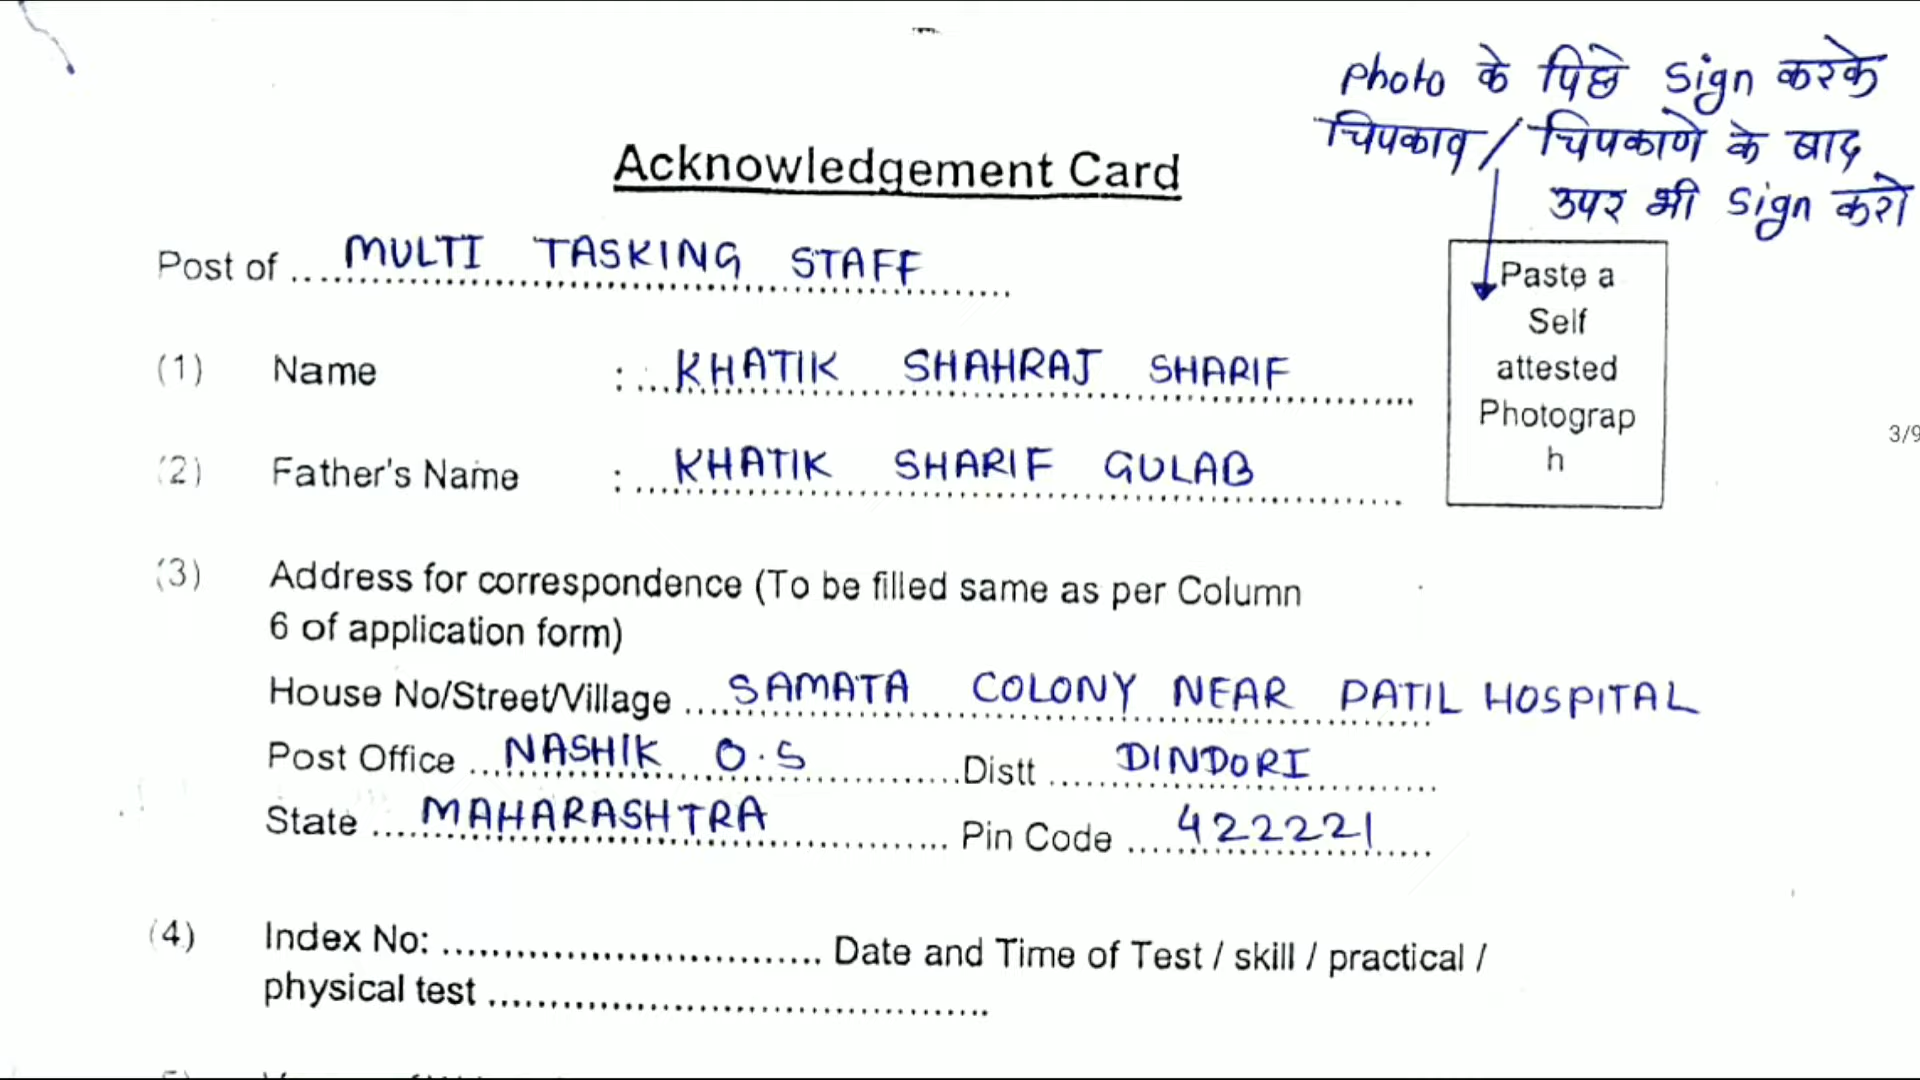 photo के पिछे sign करके
चिपकाव / चिपकाणे के बाद
उपर भी sign करो
Acknowledgement Card
Post of ... MULTI TASKING STAFF
Paste a
Self
attested
Photograp
h
(1) Name : ... KHATIK SHAHRAJ SHARIF
3/9
(2) Father's Name : ... KHATIK SHARIF GULAB
(3) Address for correspondence (To be filled same as per Column
6 of application form)
House No/Street/Village ... SAMATA COLONY NEAR PATIL HOSPITAL
Post Office ... NASHIK O.S ... Distt ... DINDORI
State ... MAHARASHTRA ... Pin Code ... 422221
(4) Index No: ... Date and Time of Test / skill / practical /
physical test ...